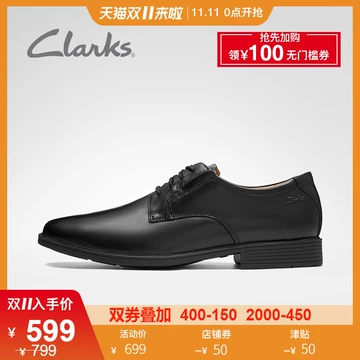 天猫双11来啦
11.11 0点开抢
Clarks
抢先加购
领¥100无门槛券
Clarks
双11入手价
¥599
¥799
双券叠加 400-150 2000-450
活动价 店铺券 津贴
¥699 -¥50 -¥50